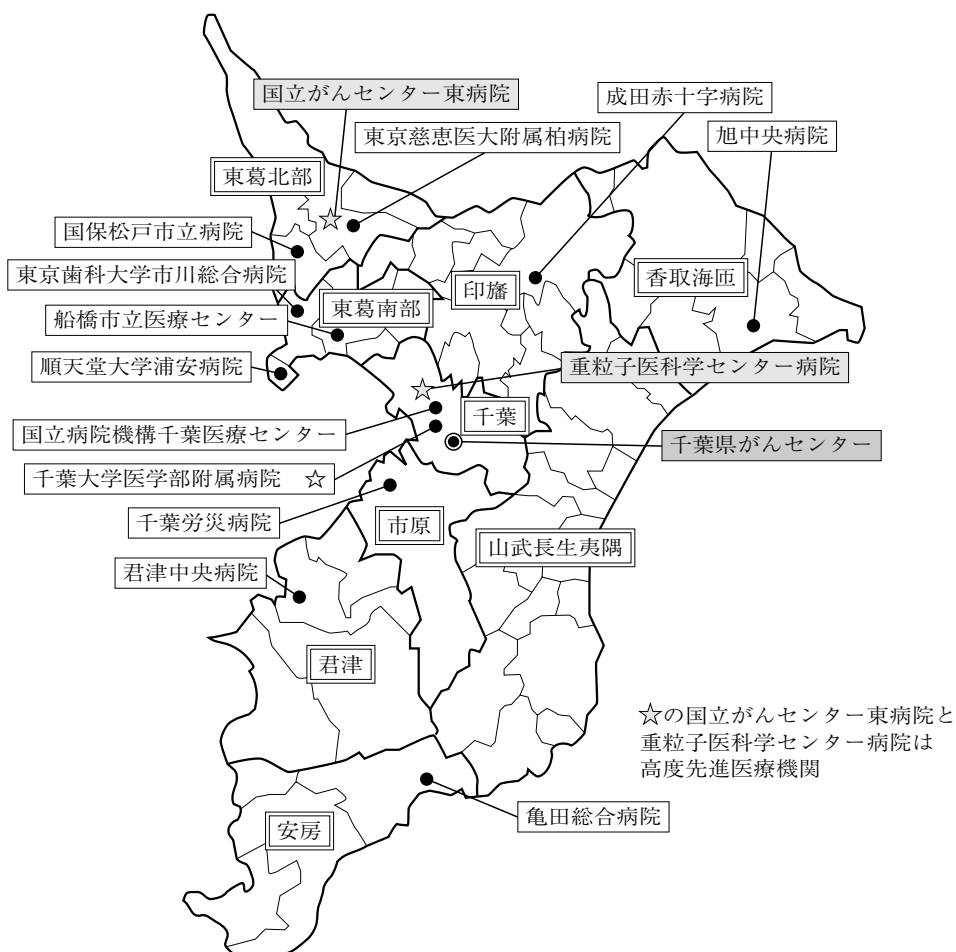 国立がんセンター東病院
成田赤十字病院
東京慈恵医大附属柏病院
旭中央病院
東葛北部
国保松戸市立病院
東京歯科大学市川総合病院
印旛
香取海匝
東葛南部
船橋市立医療センター
順天堂大学浦安病院
重粒子医科学センター病院
千葉
国立病院機構千葉医療センター
千葉県がんセンター
千葉大学医学部附属病院 ☆
千葉労災病院
市原
山武長生夷隅
君津中央病院
君津
☆の国立がんセンター東病院と
重粒子医科学センター病院は
高度先進医療機関
亀田総合病院
安房